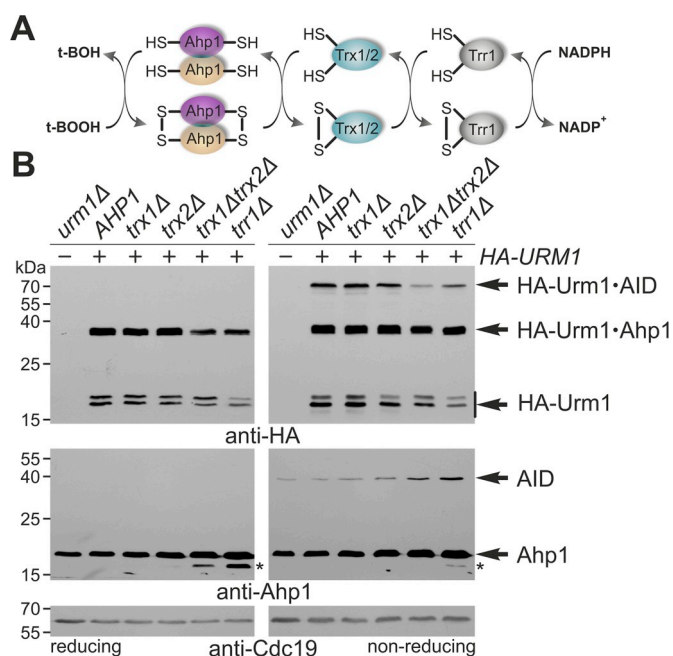 A
t-BOH
HS Ahp1 SH
HS Ahp1 SH
HS
HS
Trx1/2
HS
HS
Trr1
NADPH
t-BOOH
S Ahp1 S
S Ahp1 S
S
S
Trx1/2
S
S
Trr1
NADP+
B
urm1Δ AHP1 trx1Δ trx2Δ trx1Δtrx2Δ trr1Δ urm1Δ AHP1 trx1Δ trx2Δ trx1Δtrx2Δ trr1Δ
– + + + + + – + + + + + HA-URM1
kDa
70
55
40
25
15
HA-Urm1•AID
HA-Urm1•Ahp1
HA-Urm1
anti-HA
55
40
25
15
AID
Ahp1
* *
anti-Ahp1
70
55
reducing anti-Cdc19 non-reducing